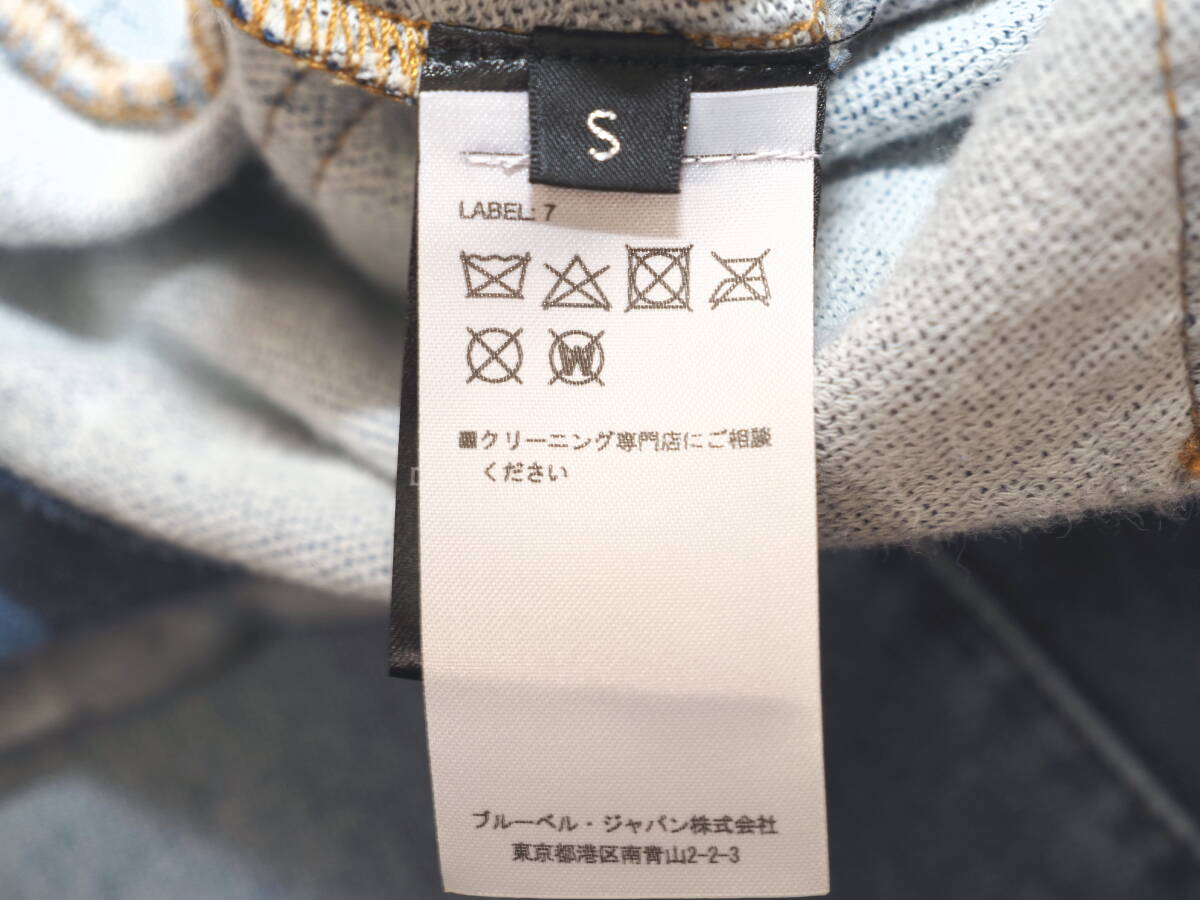 S
LABEL: 7
W
■クリーニング専門店にご相談
ください
ブルーベル・ジャパン株式会社
東京都港区南青山2-2-3